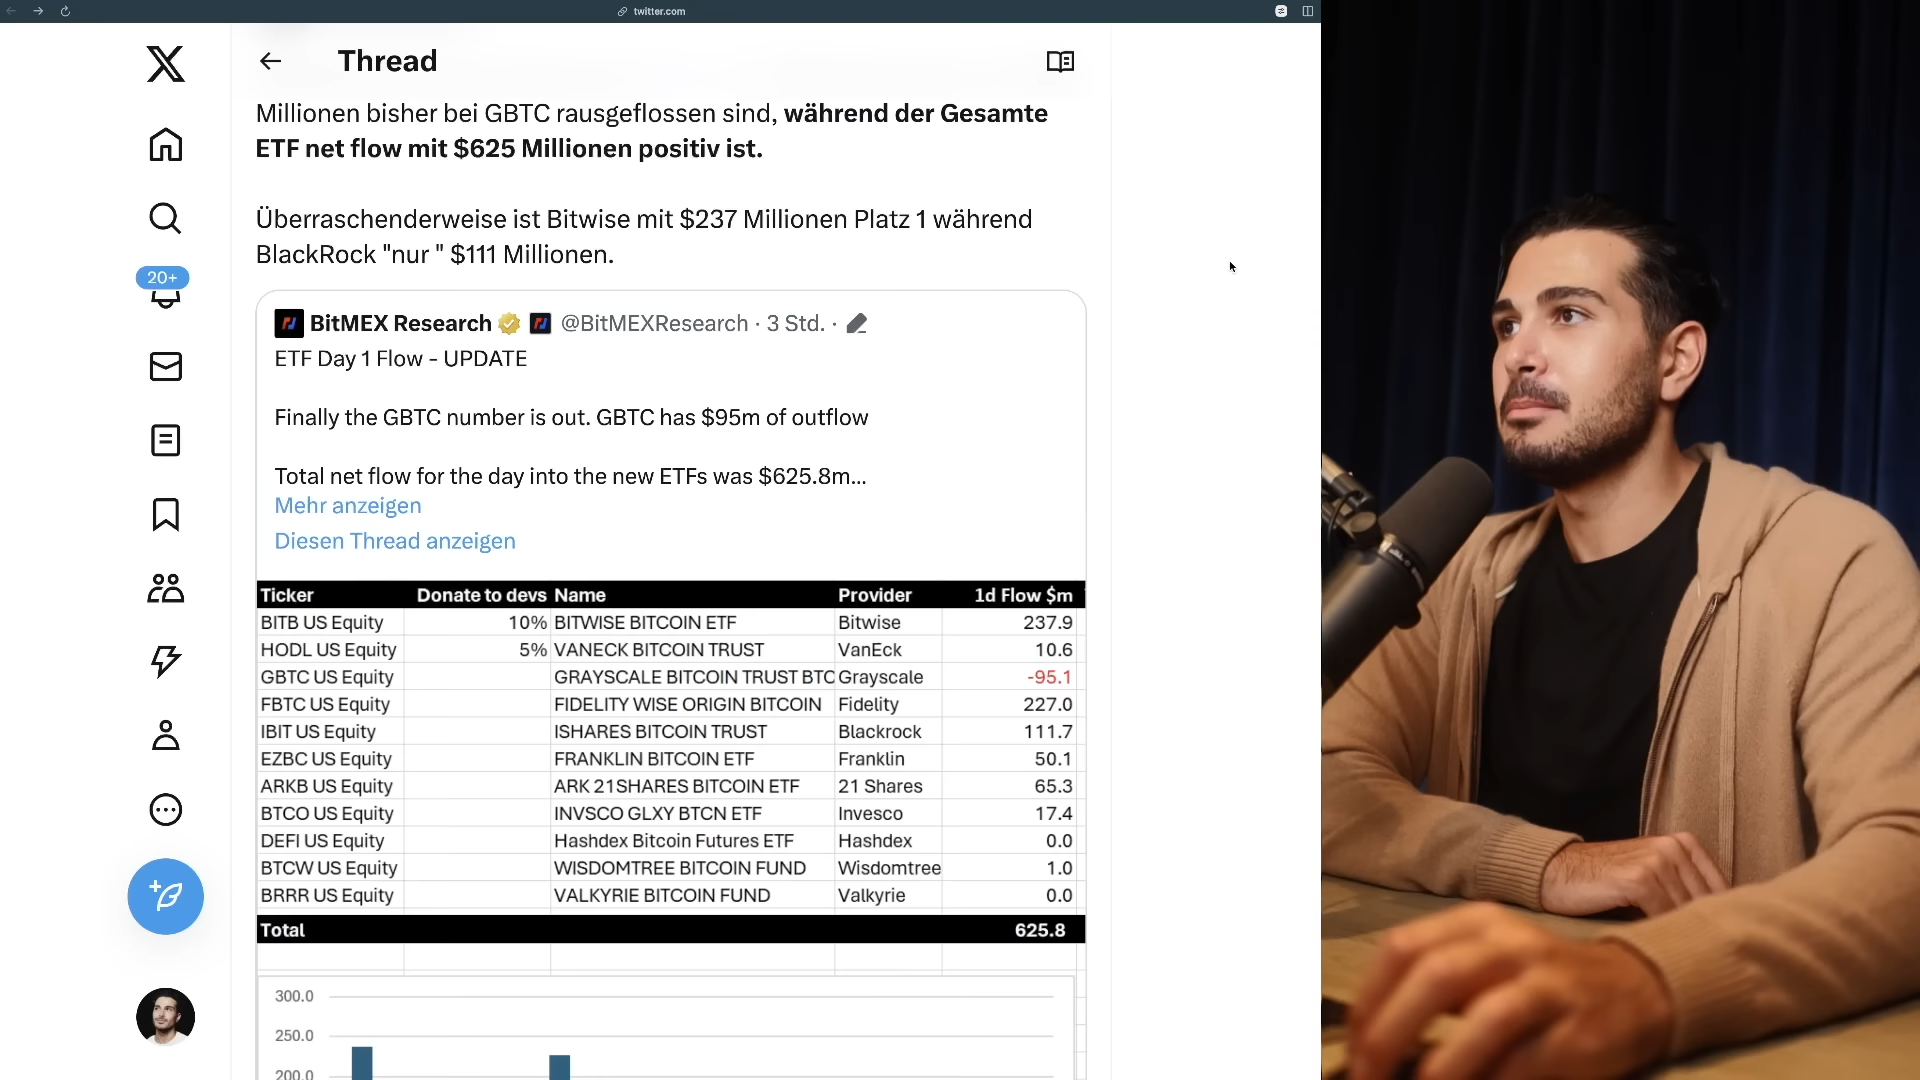 twitter.com
Thread
Millionen bisher bei GBTC rausgeflossen sind, während der Gesamte
ETF net flow mit $625 Millionen positiv ist.
Überraschenderweise ist Bitwise mit $237 Millionen Platz 1 während
BlackRock "nur " $111 Millionen.
20+
BitMEX Research @BitMEXResearch · 3 Std. ·
ETF Day 1 Flow - UPDATE
Finally the GBTC number is out. GBTC has $95m of outflow
Total net flow for the day into the new ETFs was $625.8m...
Mehr anzeigen
Diesen Thread anzeigen
Ticker Donate to devs Name Provider 1d Flow $m
BITB US Equity 10% BITWISE BITCOIN ETF Bitwise 237.9
HODL US Equity 5% VANECK BITCOIN TRUST VanEck 10.6
GBTC US Equity GRAYSCALE BITCOIN TRUST BTC Grayscale -95.1
FBTC US Equity FIDELITY WISE ORIGIN BITCOIN Fidelity 227.0
IBIT US Equity ISHARES BITCOIN TRUST Blackrock 111.7
EZBC US Equity FRANKLIN BITCOIN ETF Franklin 50.1
ARKB US Equity ARK 21SHARES BITCOIN ETF 21 Shares 65.3
BTCO US Equity INVSCO GLXY BTCN ETF Invesco 17.4
DEFI US Equity Hashdex Bitcoin Futures ETF Hashdex 0.0
BTCW US Equity WISDOMTREE BITCOIN FUND Wisdomtree 1.0
BRRR US Equity VALKYRIE BITCOIN FUND Valkyrie 0.0
Total 625.8
300.0
250.0
200.0